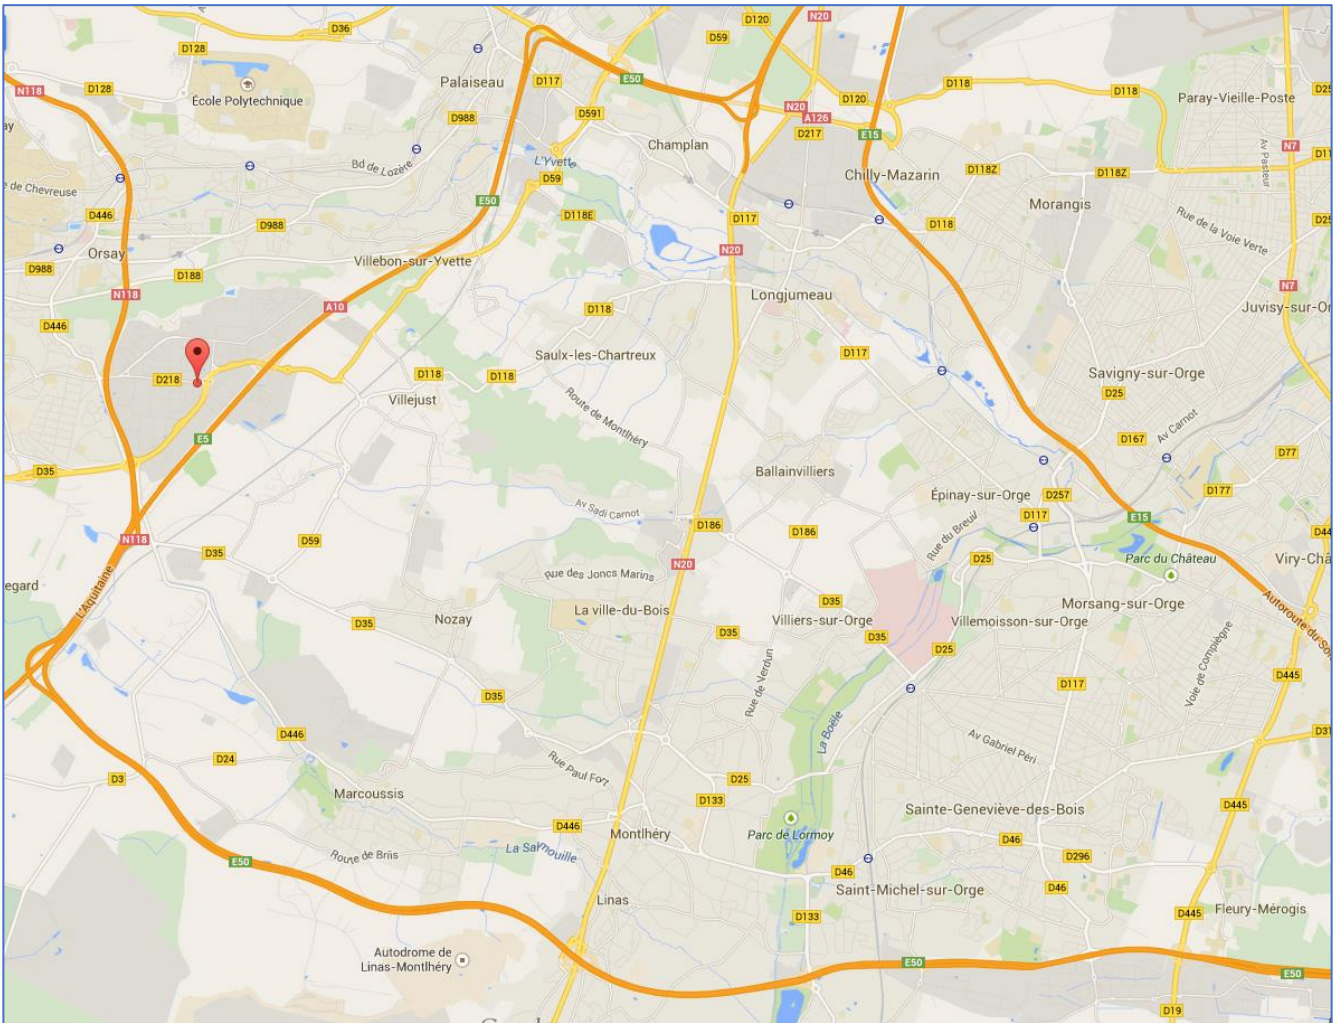 D36
D120
N20
D59
D128
Palaiseau
D117
E50
D118
N118
D128
École Polytechnique
D120
D118
Paray-Vieille-Poste
N20
A126
D988
D591
D217
E15
Champlan
N7
Av Pasteur
Bd de Lozère
L'Yvette
D59
Chilly-Mazarin
D118Z
D118Z
e de Chevreuse
E50
Morangis
D446
D118E
D117
D118
Rue de la Voie Verte
D988
Orsay
Villebon-sur-Yvette
N20
D988
D188
N118
A10
Longjumeau
N7
D118
Juvisy-sur-Or
D446
Saulx-les-Chartreux
D117
D218
D118
D118
Savigny-sur-Orge
Villejust
D25
Route de Montlhéry
E5
D167
Av Carnot
D77
D35
Ballainvilliers
Épinay-sur-Orge
D257
D177
Av Sadi Carnot
D117
E15
D186
D186
Rue du Breuil
N118
D35
D59
D25
Parc du Château
Viry-Châ
N20
egard
Rue des Joncs Marins
L'Aquitaine
La ville-du-Bois
D35
Morsang-sur-Orge
Autoroute du Sol
Nozay
D35
Villiers-sur-Orge
Villemoisson-sur-Orge
D35
D35
D25
Rue de Verdun
Voie de Compiègne
D445
D117
D35
La Boële
D446
Av Gabriel Péri
D24
D3
Rue Paul Fort
D25
Marcoussis
D133
D445
Sainte-Geneviève-des-Bois
D446
Montlhéry
Parc de Lormoy
D46
La Salmouille
Route de Briis
E50
D46
D296
Saint-Michel-sur-Orge
D46
Linas
D133
D445
Fleury-Mérogis
Autodrome de
Linas-Montlhéry
E50
E50
D19